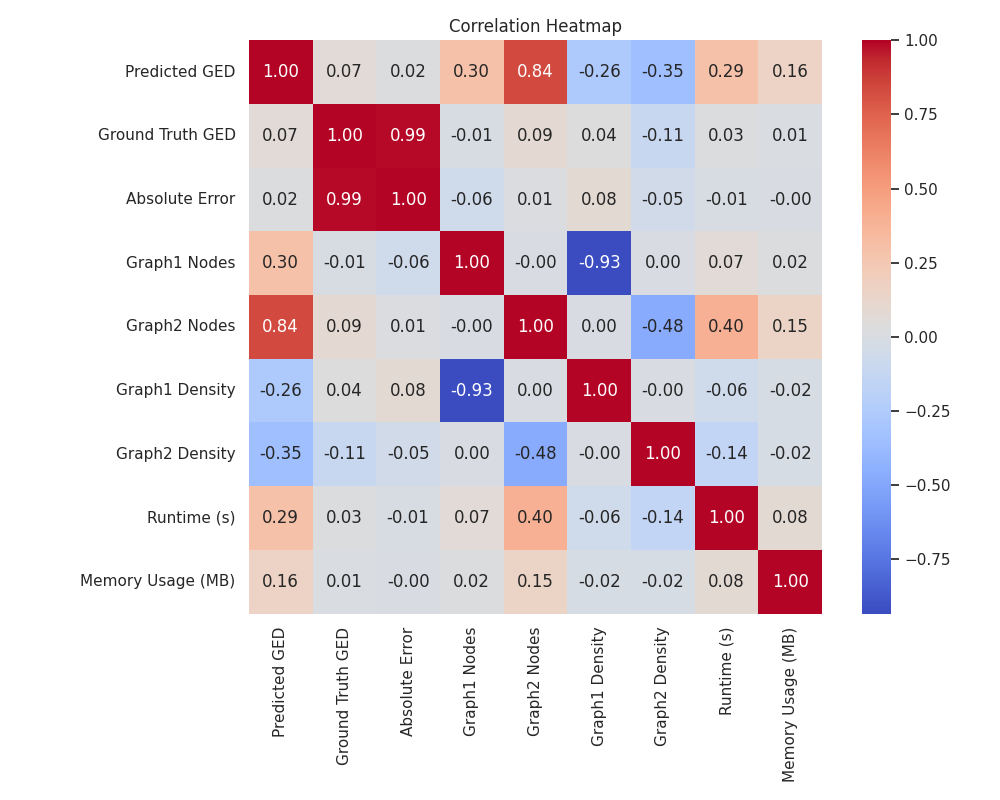 Correlation Heatmap
Predicted GED 1.00 0.07 0.02 0.30 0.84 -0.26 -0.35 0.29 0.16
Ground Truth GED 0.07 1.00 0.99 -0.01 0.09 0.04 -0.11 0.03 0.01
Absolute Error 0.02 0.99 1.00 -0.06 0.01 0.08 -0.05 -0.01 -0.00
Graph1 Nodes 0.30 -0.01 -0.06 1.00 -0.00 -0.93 0.00 0.07 0.02
Graph2 Nodes 0.84 0.09 0.01 -0.00 1.00 0.00 -0.48 0.40 0.15
Graph1 Density -0.26 0.04 0.08 -0.93 0.00 1.00 -0.00 -0.06 -0.02
Graph2 Density -0.35 -0.11 -0.05 0.00 -0.48 -0.00 1.00 -0.14 -0.02
Runtime (s) 0.29 0.03 -0.01 0.07 0.40 -0.06 -0.14 1.00 0.08
Memory Usage (MB) 0.16 0.01 -0.00 0.02 0.15 -0.02 -0.02 0.08 1.00
Predicted GED
Ground Truth GED
Absolute Error
Graph1 Nodes
Graph2 Nodes
Graph1 Density
Graph2 Density
Runtime (s)
Memory Usage (MB)
1.00
0.75
0.50
0.25
0.00
−0.25
−0.50
−0.75